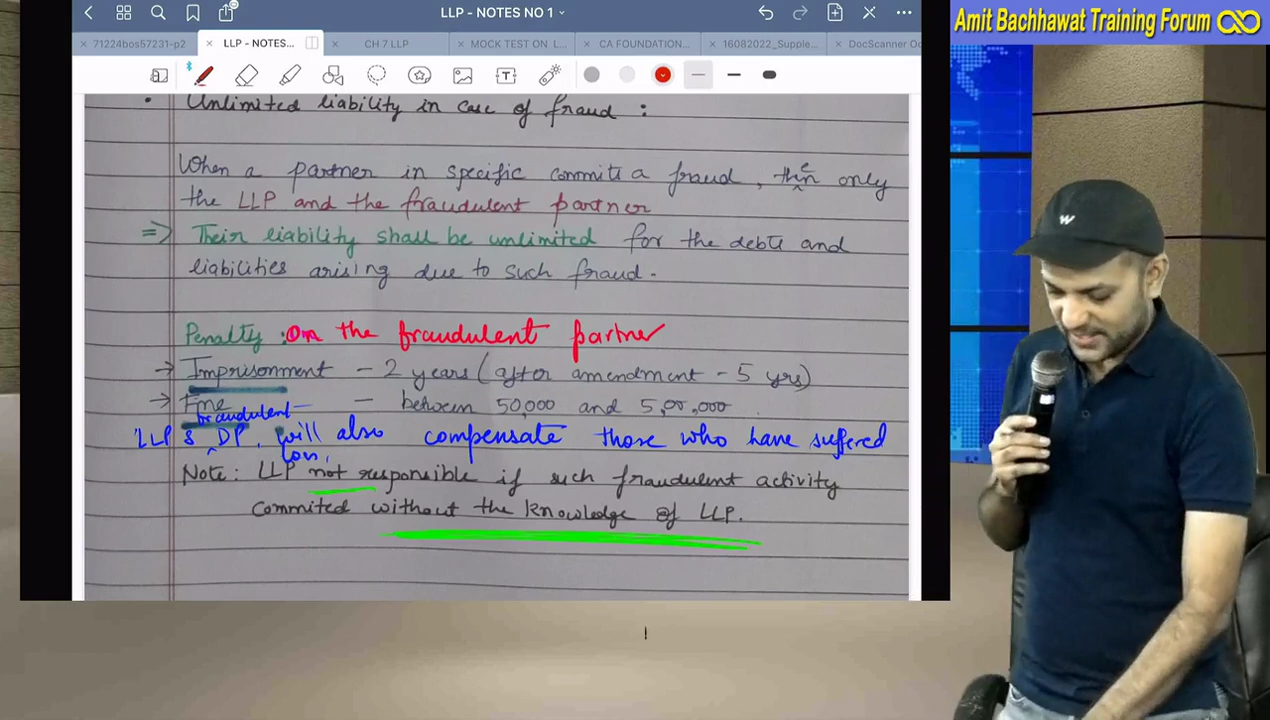 LLP - NOTES NO 1
Amit Bachhawat Training Forum
71224bos57231-p2
LLP - NOTES...
CH 7 LLP
MOCK TEST ON L...
CA FOUNDATION...
16082022_Supple...
DocScanner Oc
Unlimited liability in case of fraud :
When a partner in specific commits a fraud, then only
the LLP and the fraudulent partner
=> Their liability shall be unlimited for the debts and
liabilities arising due to such fraud.
Penalty : On the fraudulent partner
→ Imprisonment - 2 years (after amendment - 5 yrs)
→ Fine - between 50,000 and 5,00,000
fraudulent
LLP & DP, will also compensate those who have suffered
loss,
Note: LLP not responsible if such fraudulent activity
commited without the knowledge of LLP.
W